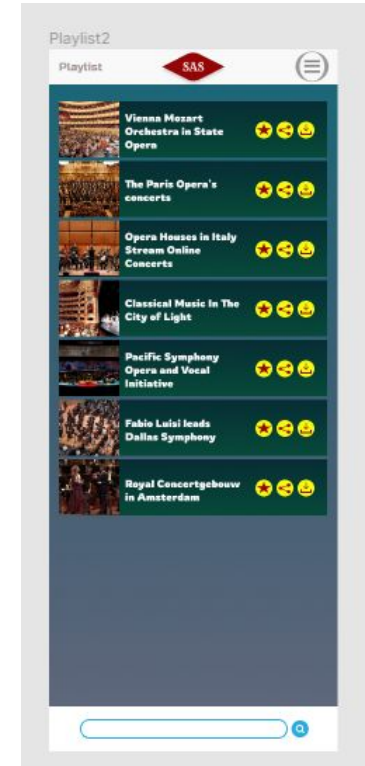 Playlist2
Playlist
SAS
Vienna Mozart
Orchestra in State
Opera
The Paris Opera's
concerts
Opera Houses in Italy
Stream Online
Concerts
Classical Music In The
City of Light
Pacific Symphony
Opera and Vocal
Initiative
Fabio Luisi leads
Dallas Symphony
Royal Concertgebouw
in Amsterdam